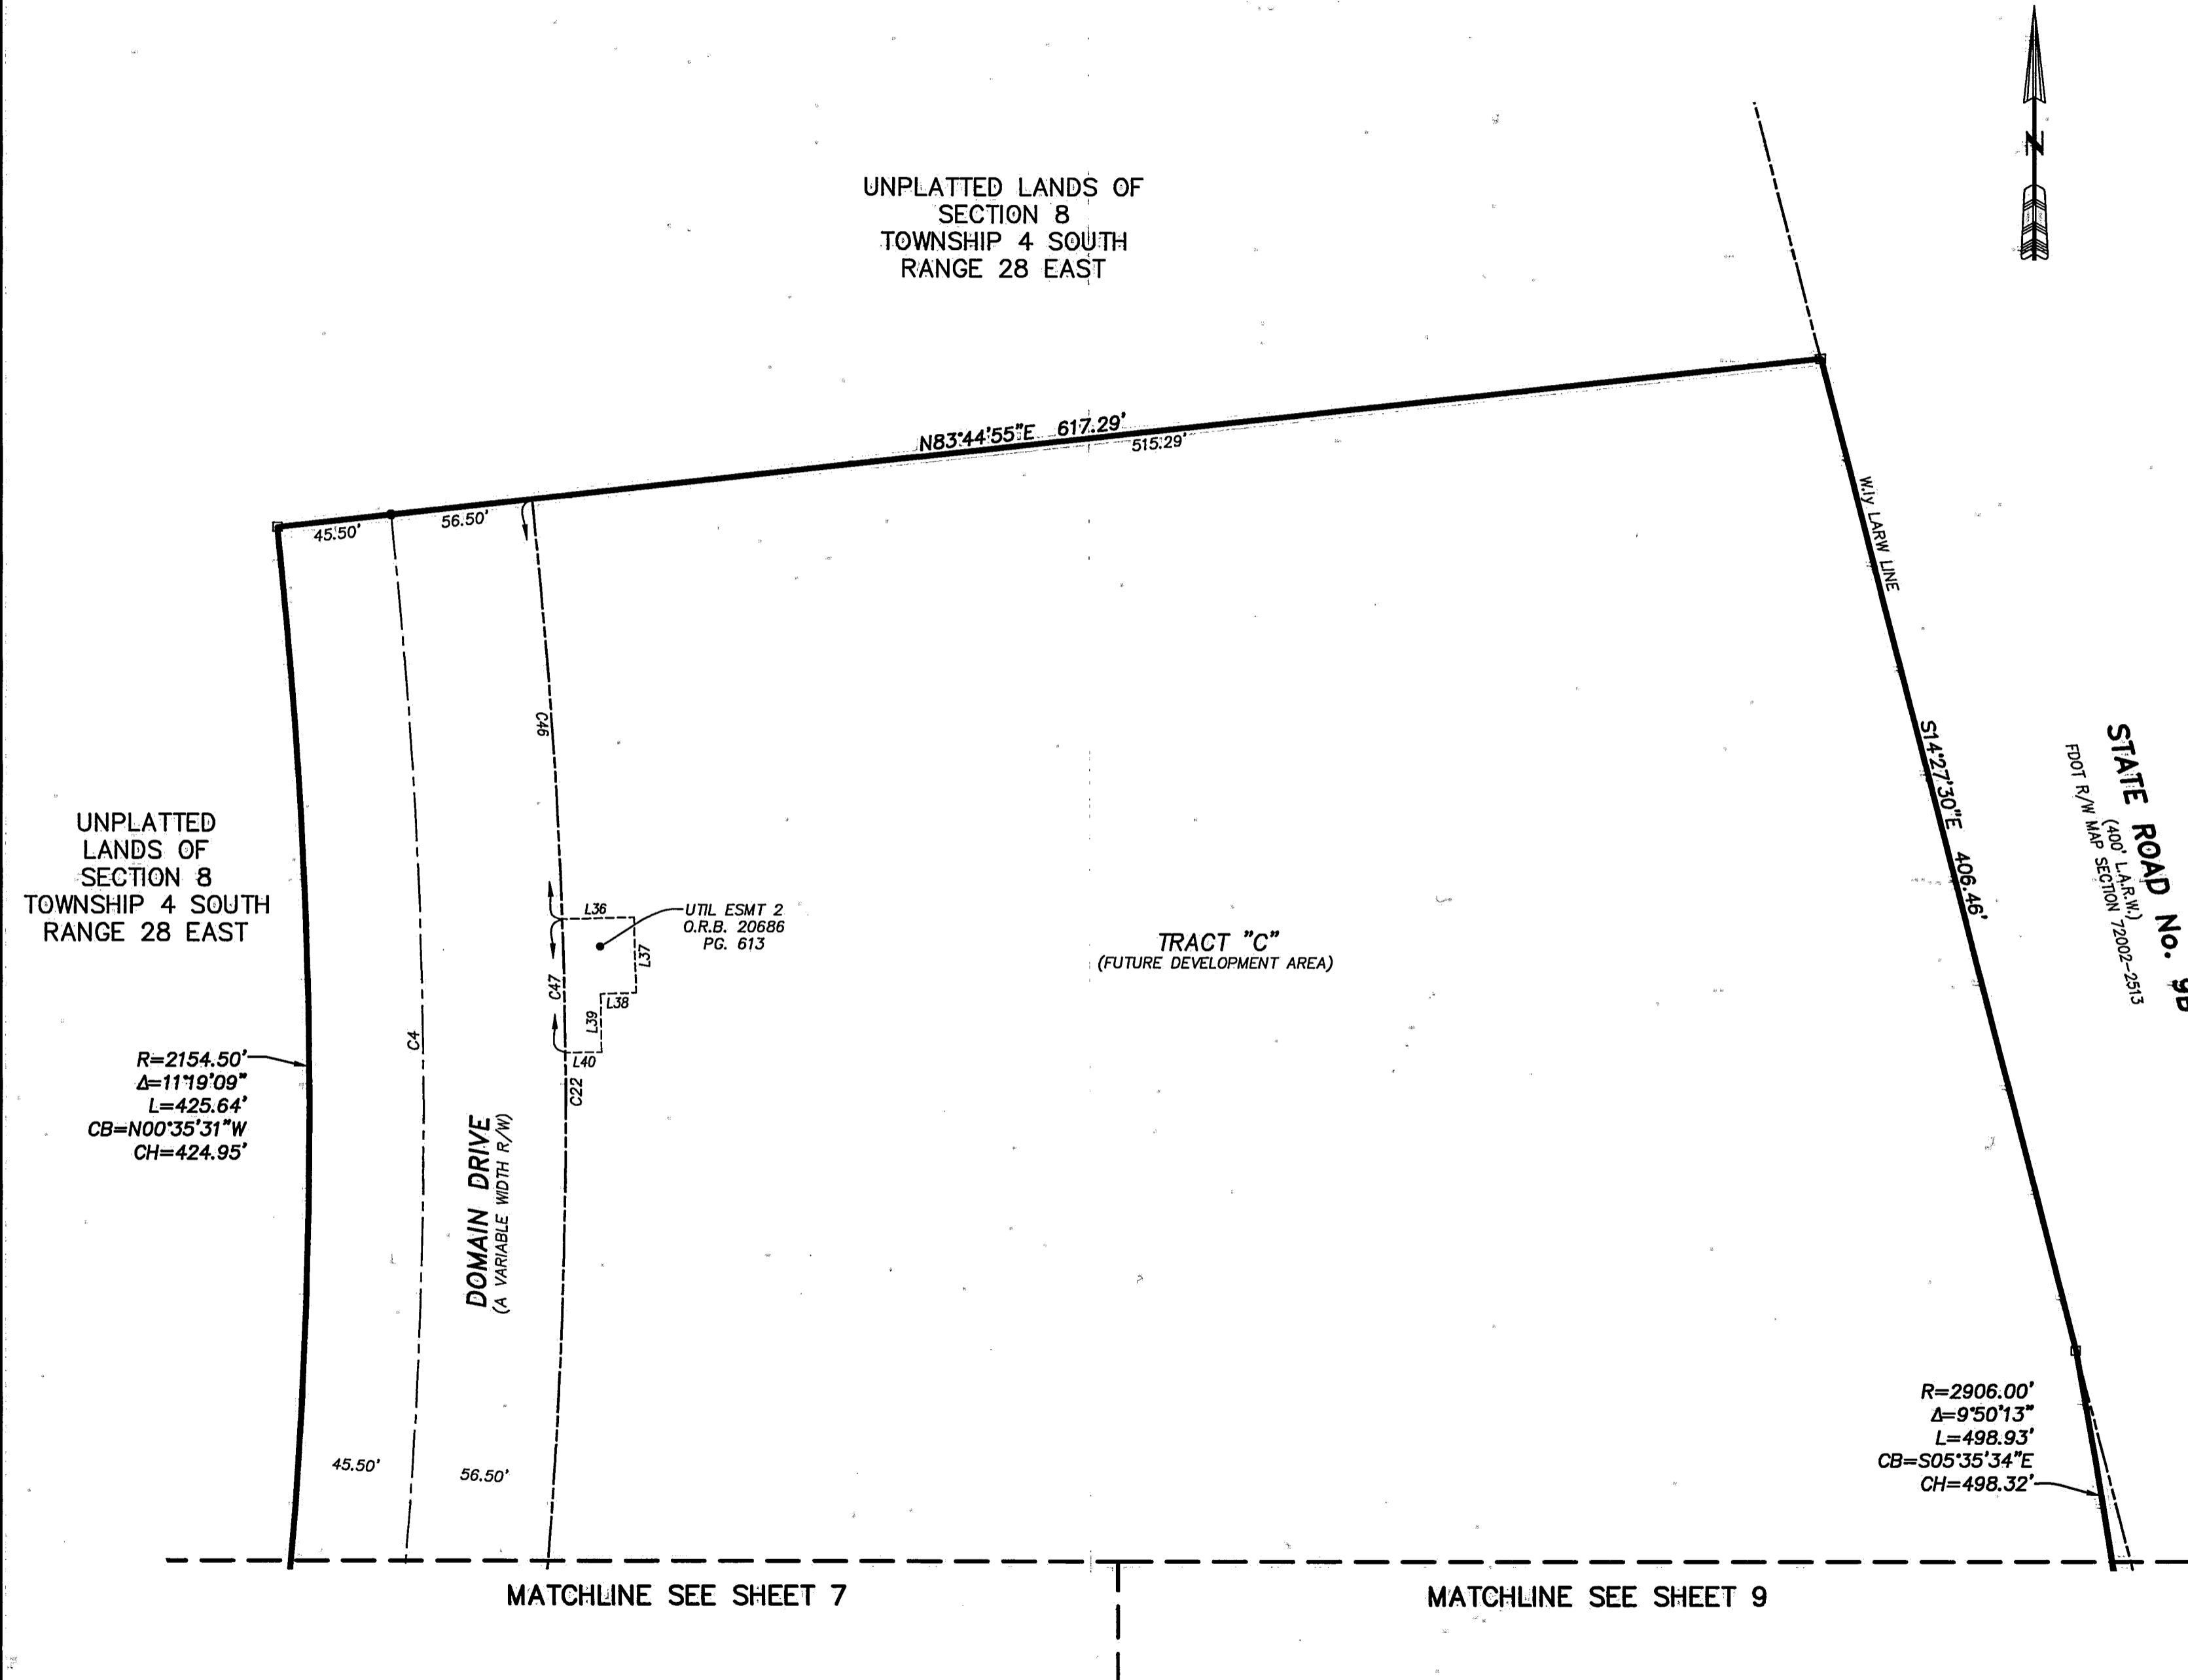 N
UNPLATTED LANDS OF
SECTION 8
TOWNSHIP 4 SOUTH
RANGE 28 EAST
N83°44'55"E 617.29'
515.29'
45.50'
56.50'
W.ly LARW LINE
S14°27'30"E 406.46'
STATE ROAD No. 9B
(400' L.A.R.W.)
FDOT R/W MAP SECTION 72002-2513
C46
UNPLATTED
LANDS OF
SECTION 8
TOWNSHIP 4 SOUTH
RANGE 28 EAST
L36
L37
L38
L39
L40
C47
C22
C4
UTIL ESMT 2
O.R.B. 20686
PG. 613
TRACT "C"
(FUTURE DEVELOPMENT AREA)
R=2154.50'
Δ=11°19'09"
L=425.64'
CB=N00°35'31"W
CH=424.95'
DOMAIN DRIVE
(A VARIABLE WIDTH R/W)
R=2906.00'
Δ=9°50'13"
L=498.93'
CB=S05°35'34"E
CH=498.32'
45.50'
56.50'
MATCHLINE SEE SHEET 7
MATCHLINE SEE SHEET 9